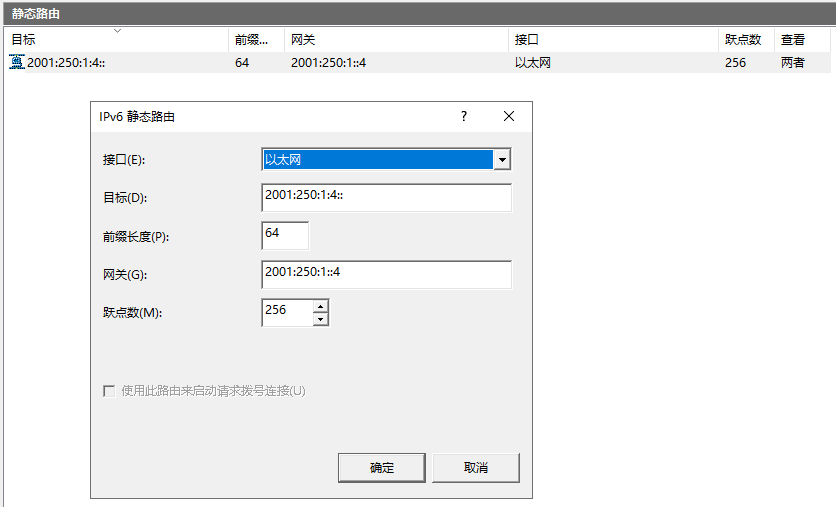 静态路由
目标 前缀... 网关 接口 跃点数 查看
2001:250:1:4:: 64 2001:250:1::4 以太网 256 两者
IPv6 静态路由 ?
接口(E): 以太网
目标(D): 2001:250:1:4::
前缀长度(P): 64
网关(G): 2001:250:1::4
跃点数(M): 256
使用此路由来启动请求拨号连接(U)
确定 取消